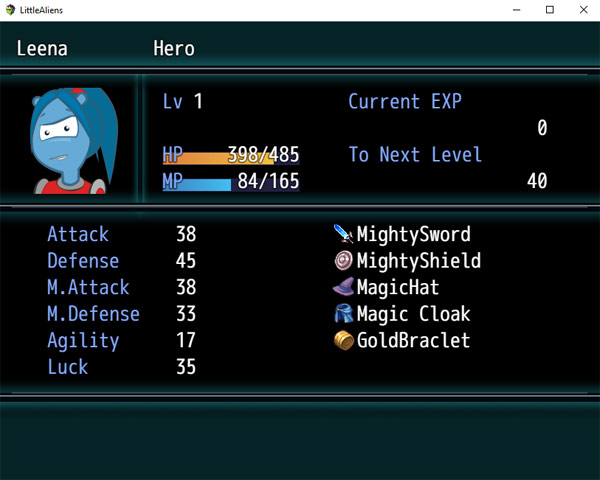 LittleAliens
Leena Hero
Lv 1 Current EXP
0
HP 398/485 To Next Level
MP 84/165 40
Attack 38 MightySword
Defense 45 MightyShield
M.Attack 38 MagicHat
M.Defense 33 Magic Cloak
Agility 17 GoldBraclet
Luck 35